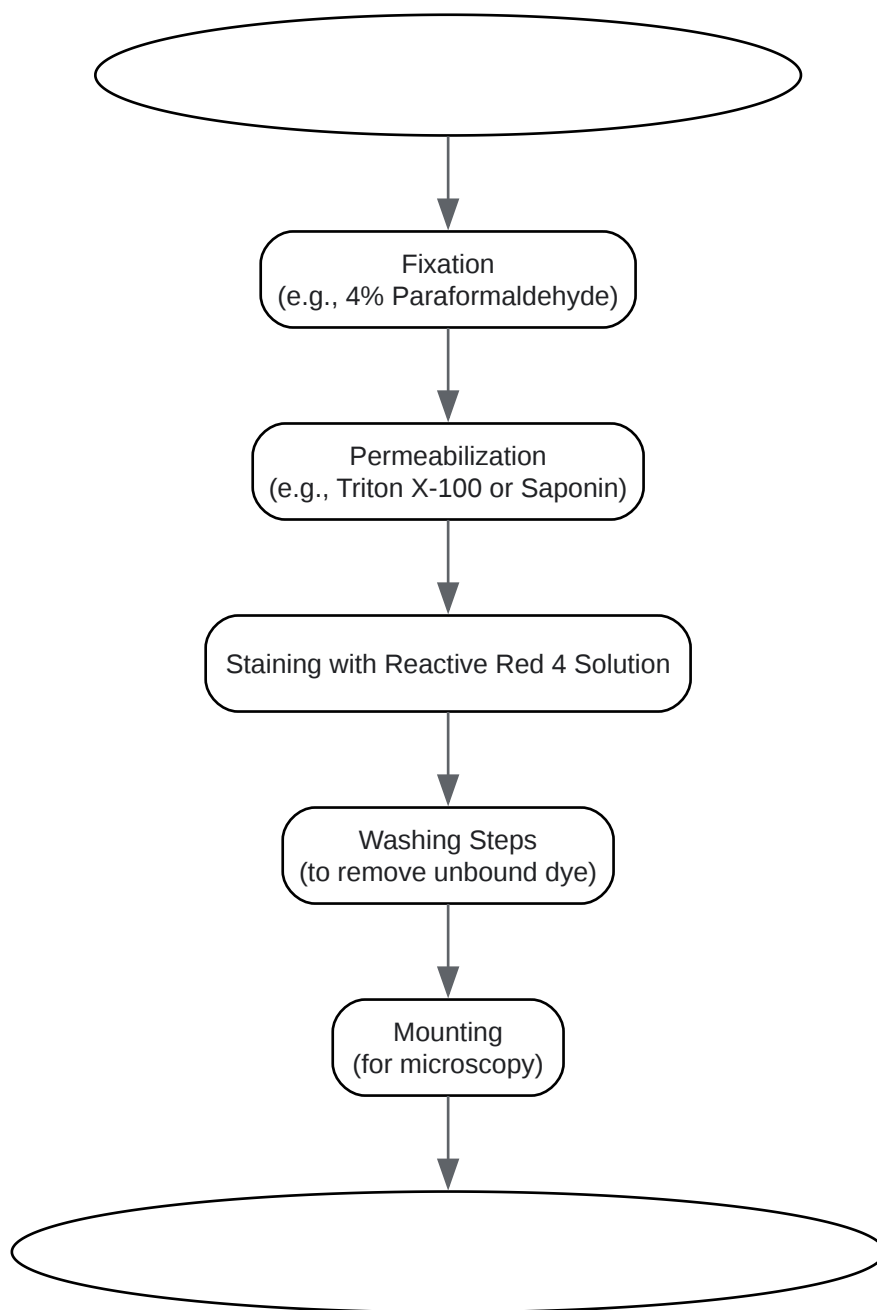 Fixation
(e.g., 4% Paraformaldehyde)
Permeabilization
(e.g., Triton X-100 or Saponin)
Staining with Reactive Red 4 Solution
Washing Steps
(to remove unbound dye)
Mounting
(for microscopy)